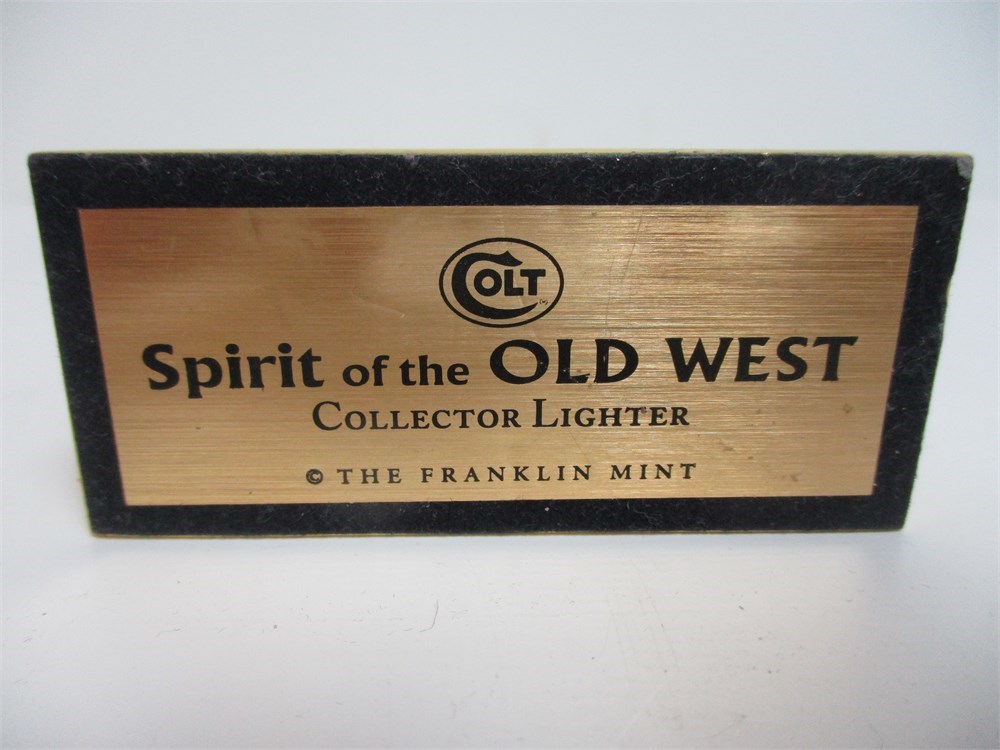 COLT
Spirit of the OLD WEST
COLLECTOR LIGHTER
© THE FRANKLIN MINT